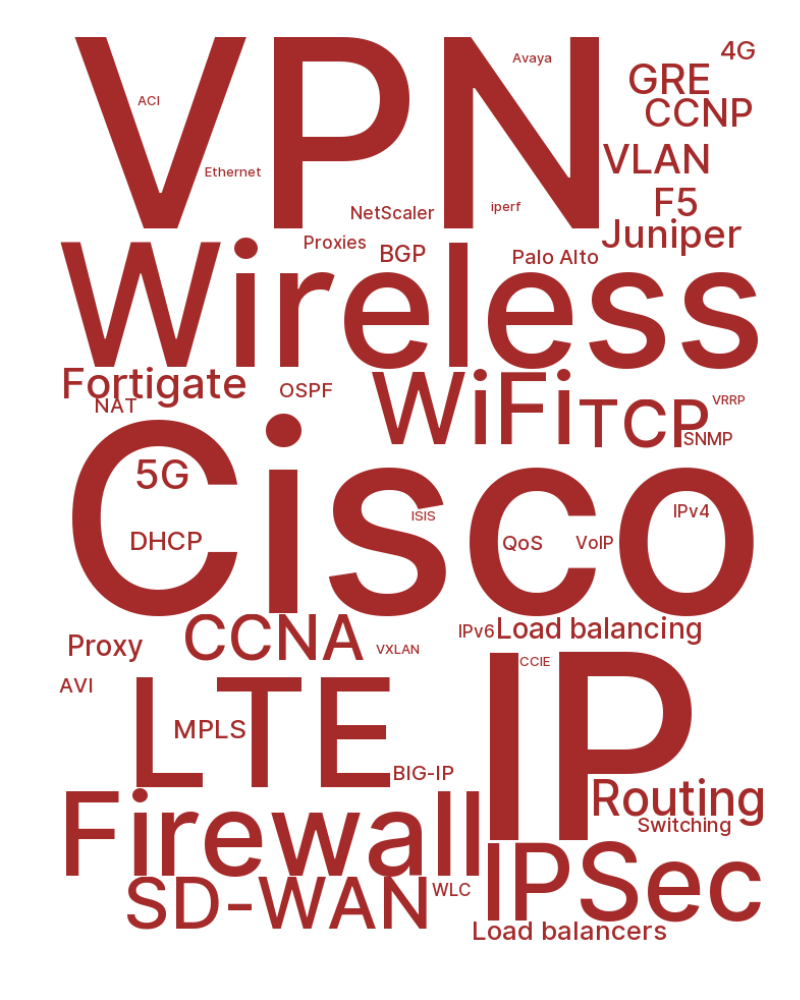 VPN
4G
Avaya
GRE
ACI
CCNP
VLAN
Ethernet
F5
iperf
NetScaler
Juniper
Wireless
Proxies
BGP
Palo Alto
Fortigate
OSPF
WiFi
VRRP
NAT
TCP
SNMP
Cisco
5G
IPv4
ISIS
DHCP
QoS
VoIP
CCNA
IPv6
Load balancing
Proxy
VXLAN
CCIE
IP
AVI
LTE
MPLS
BIG-IP
Routing
Switching
Firewall
IPSec
WLC
SD-WAN
Load balancers